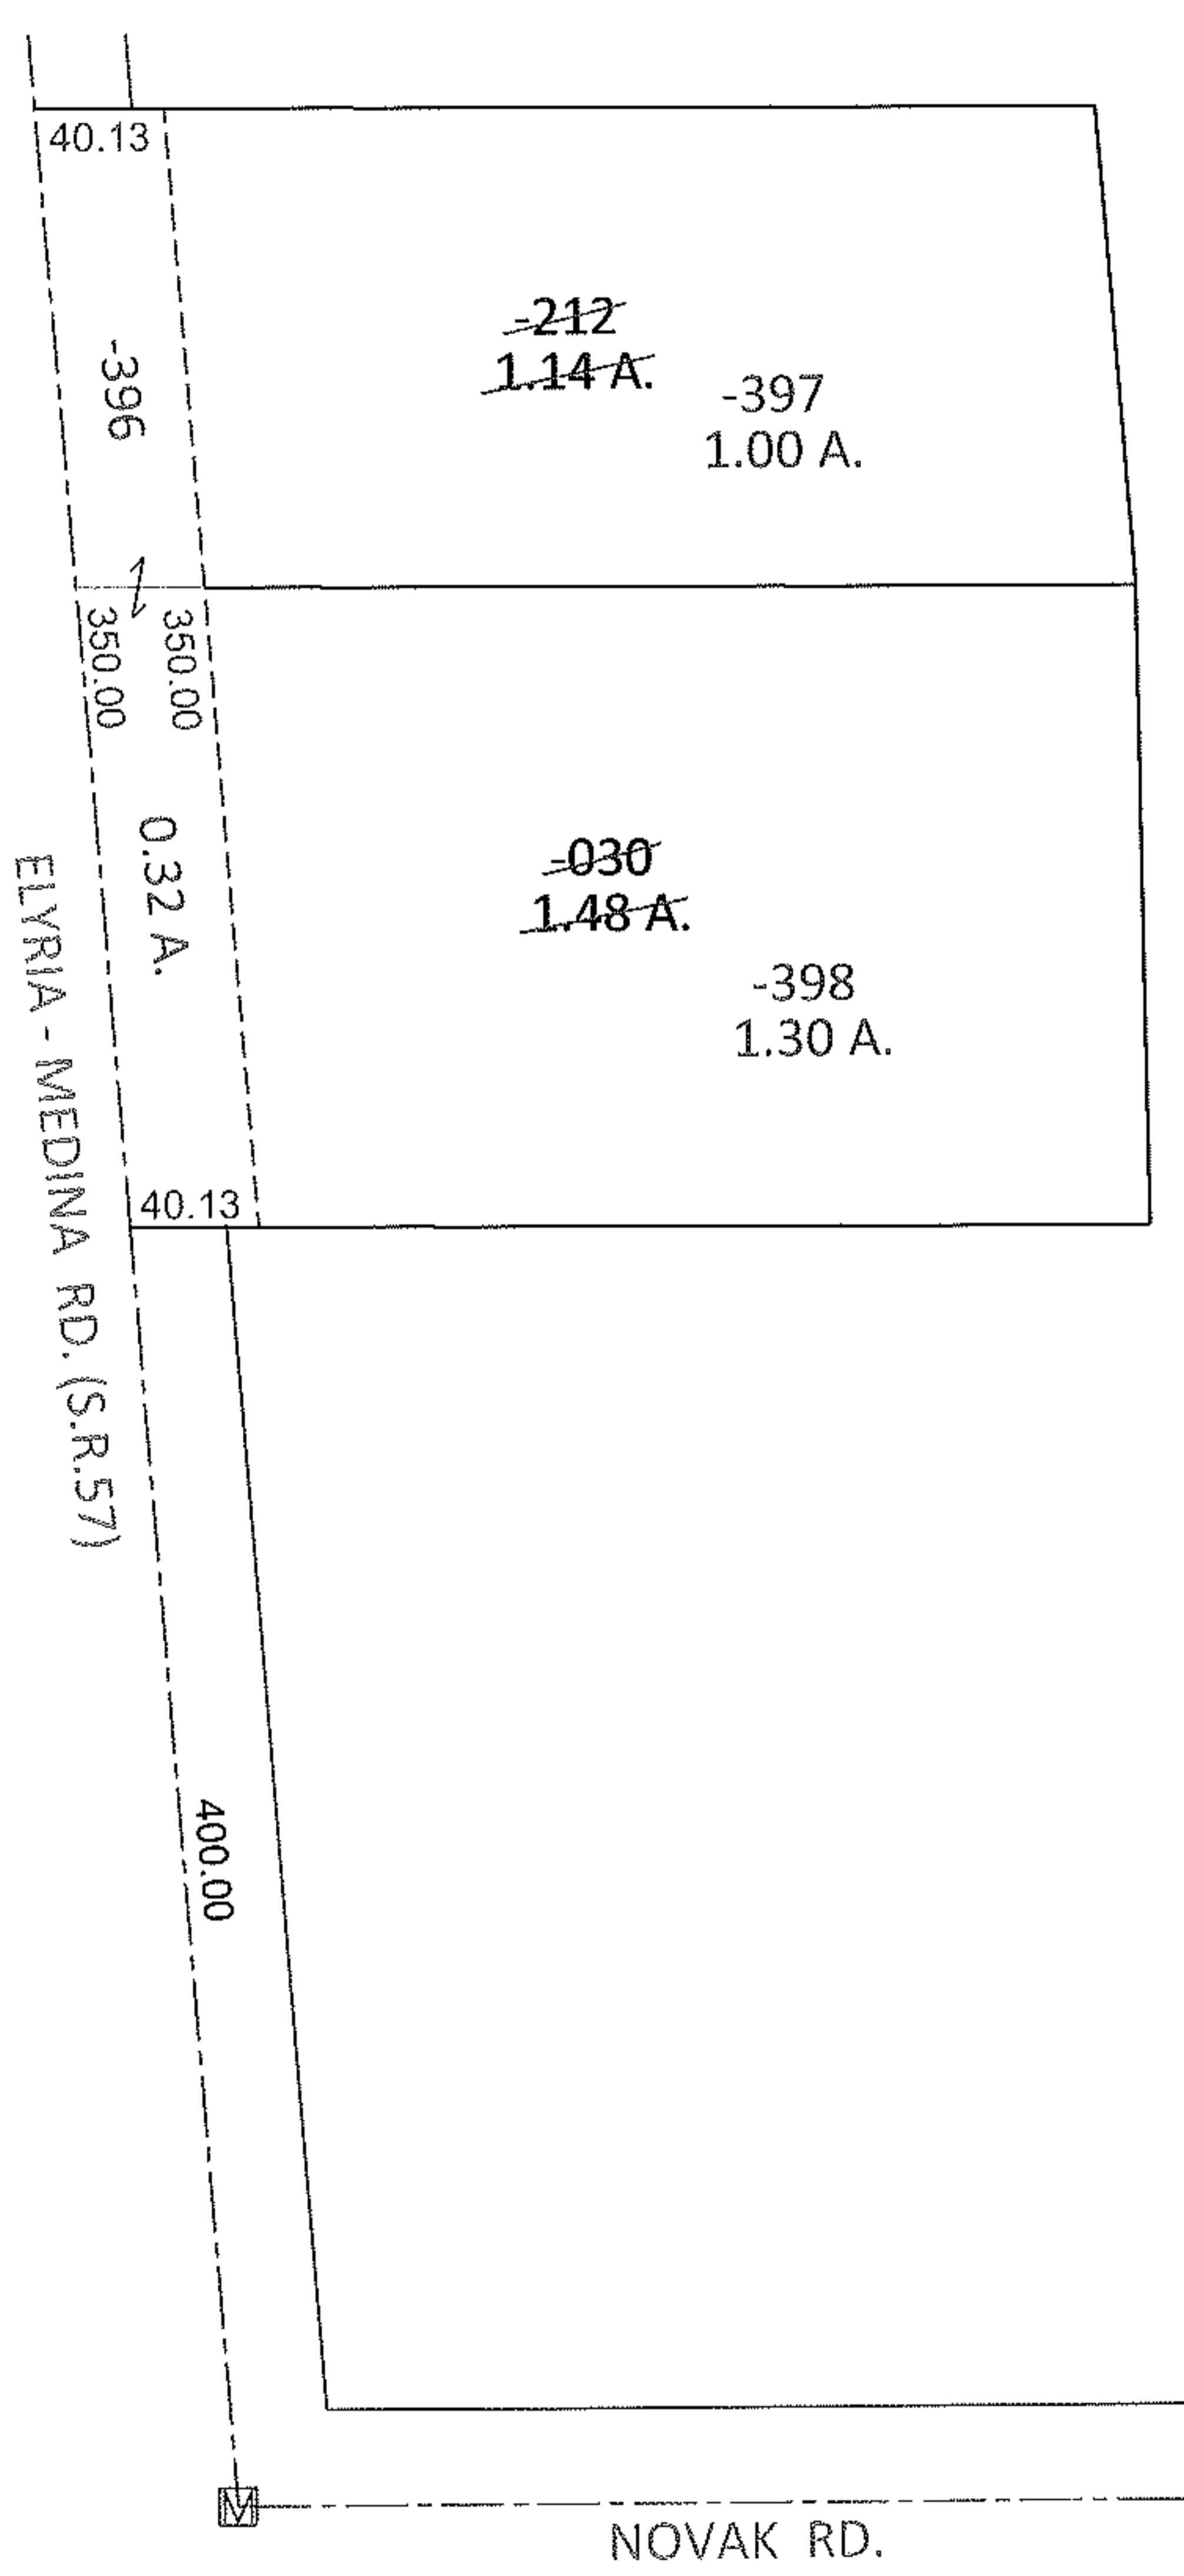 40.13
-212
1.14 A.
-397
1.00 A.
-396
350.00
350.00
0.32 A.
-030
1.48 A.
-398
1.30 A.
ELYRIA - MEDINA RD. (S.R.57)
40.13
400.00
M
NOVAK RD.